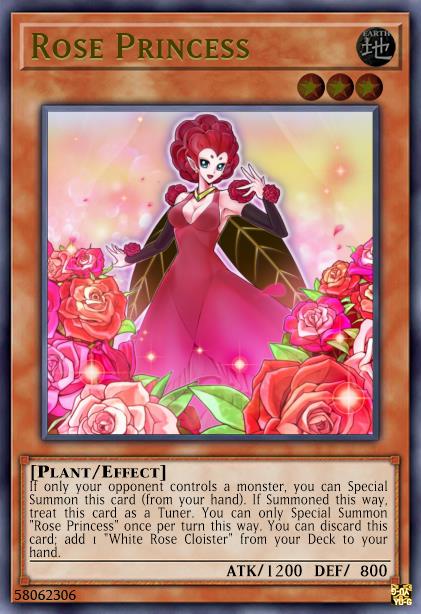 ROSE PRINCESS
EARTH
地
[PLANT/EFFECT]
If only your opponent controls a monster, you can Special
Summon this card (from your hand). If Summoned this way,
treat this card as a Tuner. You can only Special Summon
"Rose Princess" once per turn this way. You can discard this
card; add 1 "White Rose Cloister" from your Deck to your
hand.
ATK/1200 DEF/ 800
58062306